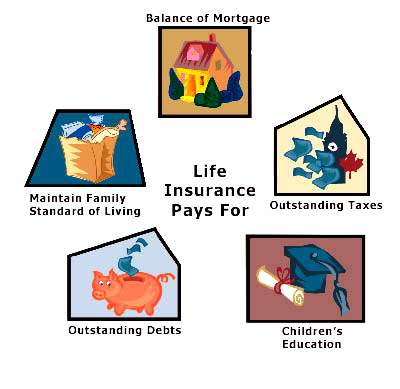 Balance of Mortgage
Life
Insurance
Pays For
Maintain Family
Standard of Living
Outstanding Taxes
Outstanding Debts
Children's
Education